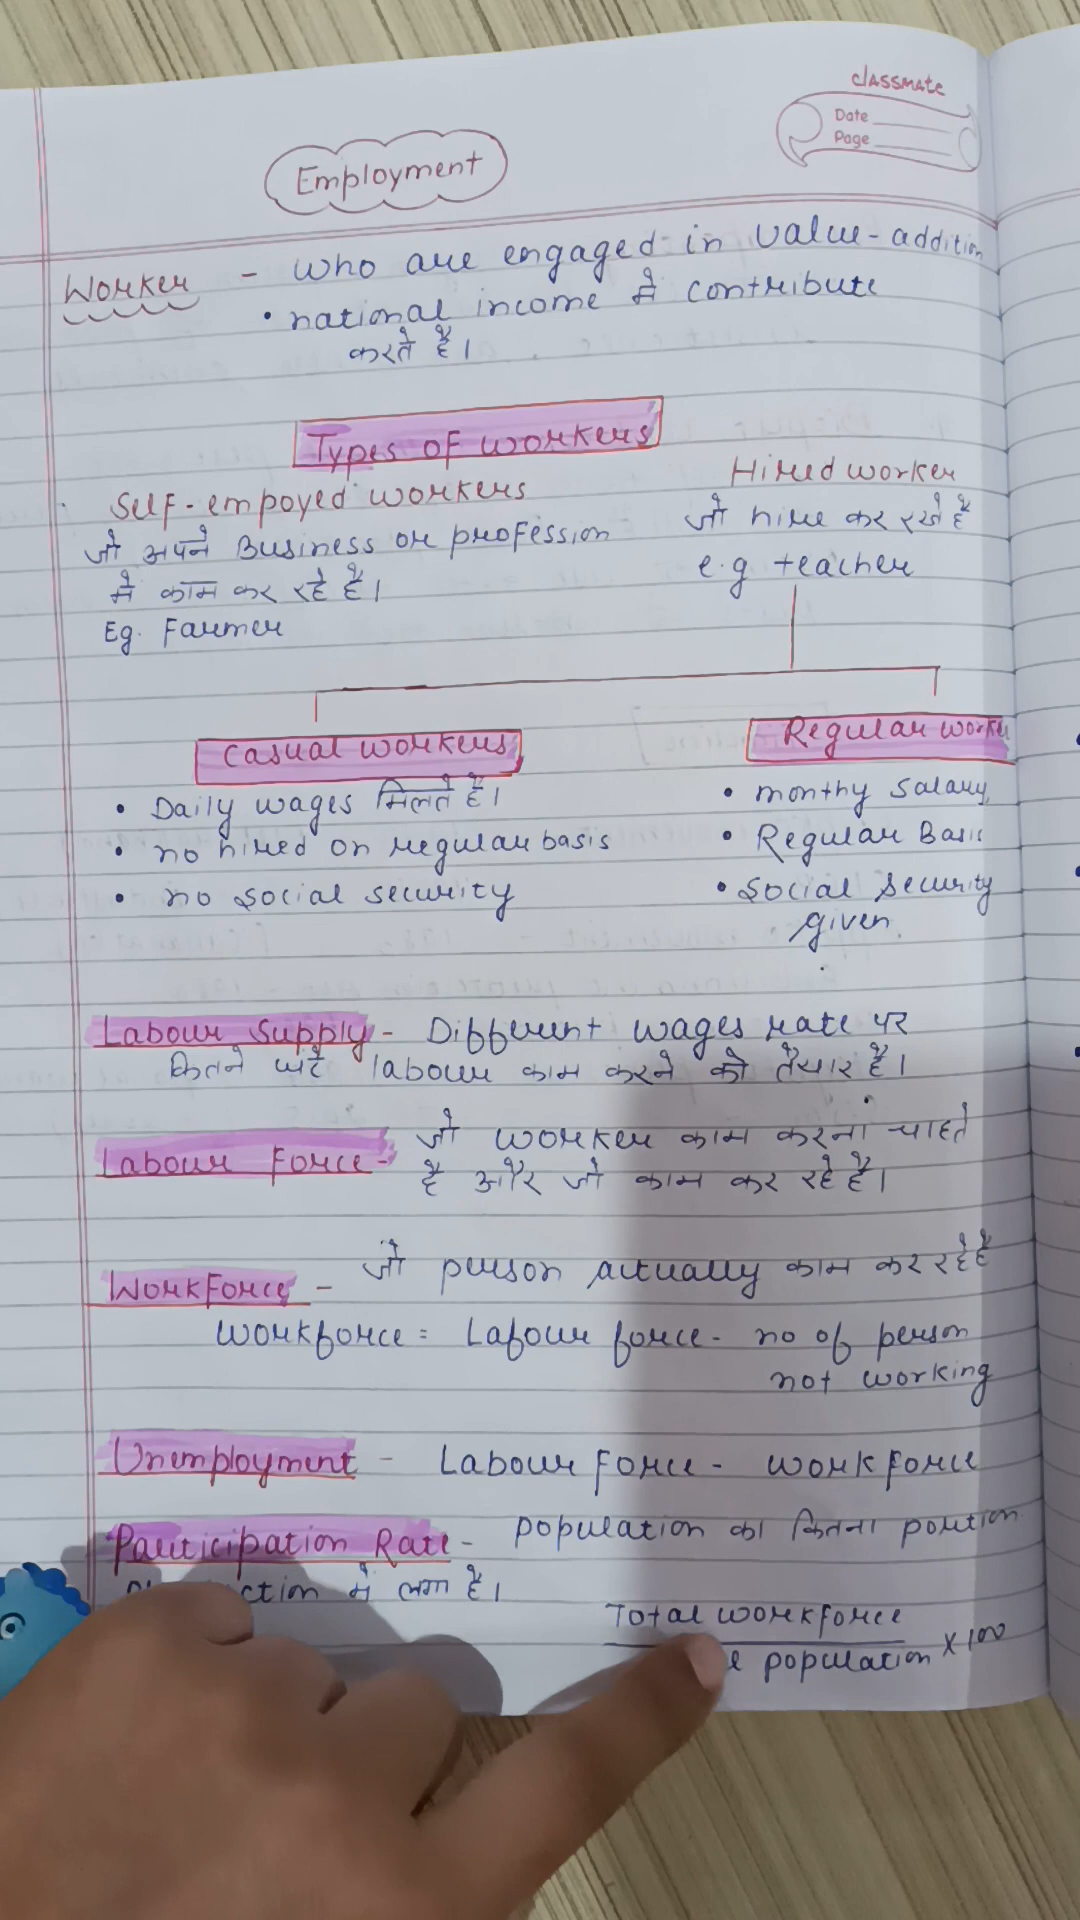 classmate
Date
Page
Employment
Worker - who are engaged in value-addition
• national income में contribute
करते है।
Types of workers
Self-empoyed workers
जो अपने Business or profession
में काम कर रहे है।
Eg. Farmer
Hired worker
जो hire कर रखे है
e.g teacher
Casual workers
• Daily wages मिलते है।
• no hired on regular basis
• no social security
Regular worke
• monthy salary
• Regular Basis
• Social Security
given.
Labour Supply - Different wages rate पर
कितने घंटे labour काम करने को तैयार है।
Labour Force - जो worker काम करना चाहते
है और जो काम कर रहे है।
Workforce - जो person actually काम कर रहे है
workforce = Labour force - no of person
not working
Unemployment - Labour Force - workforce
Participation Rate - population का कितना portion
ction में लगा है।
Total workforce
population × 100